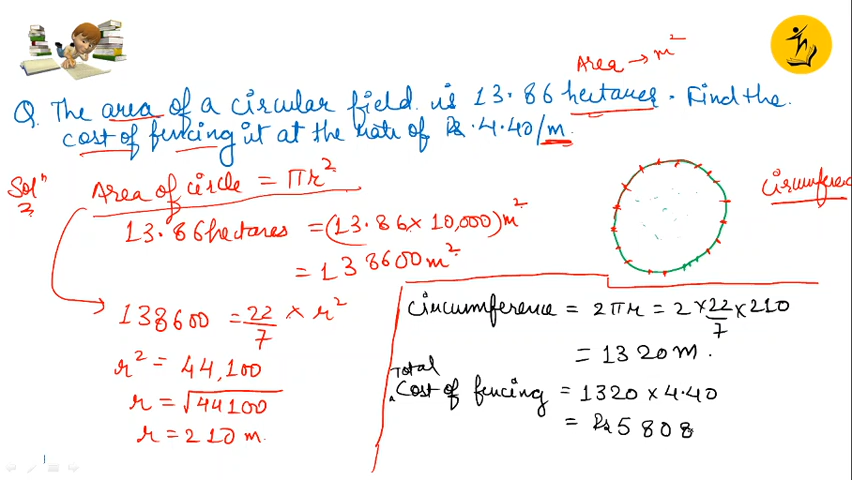 Area → m²
Q. The area of a circular field is 13.86 hectares. Find the
cost of fencing it at the rate of Rs.4.40/m.
Solⁿ
Area of circle = πr²
Circumference
13.86 hectares = (13.86 × 10,000) m²
= 138600 m²
138600 = 22/7 × r²
r² = 44,100
r = √44100
r = 210 m.
Circumference = 2πr = 2 × 22/7 × 210
= 1320 m.
Total
Cost of fencing = 1320 × 4.40
= Rs 5808